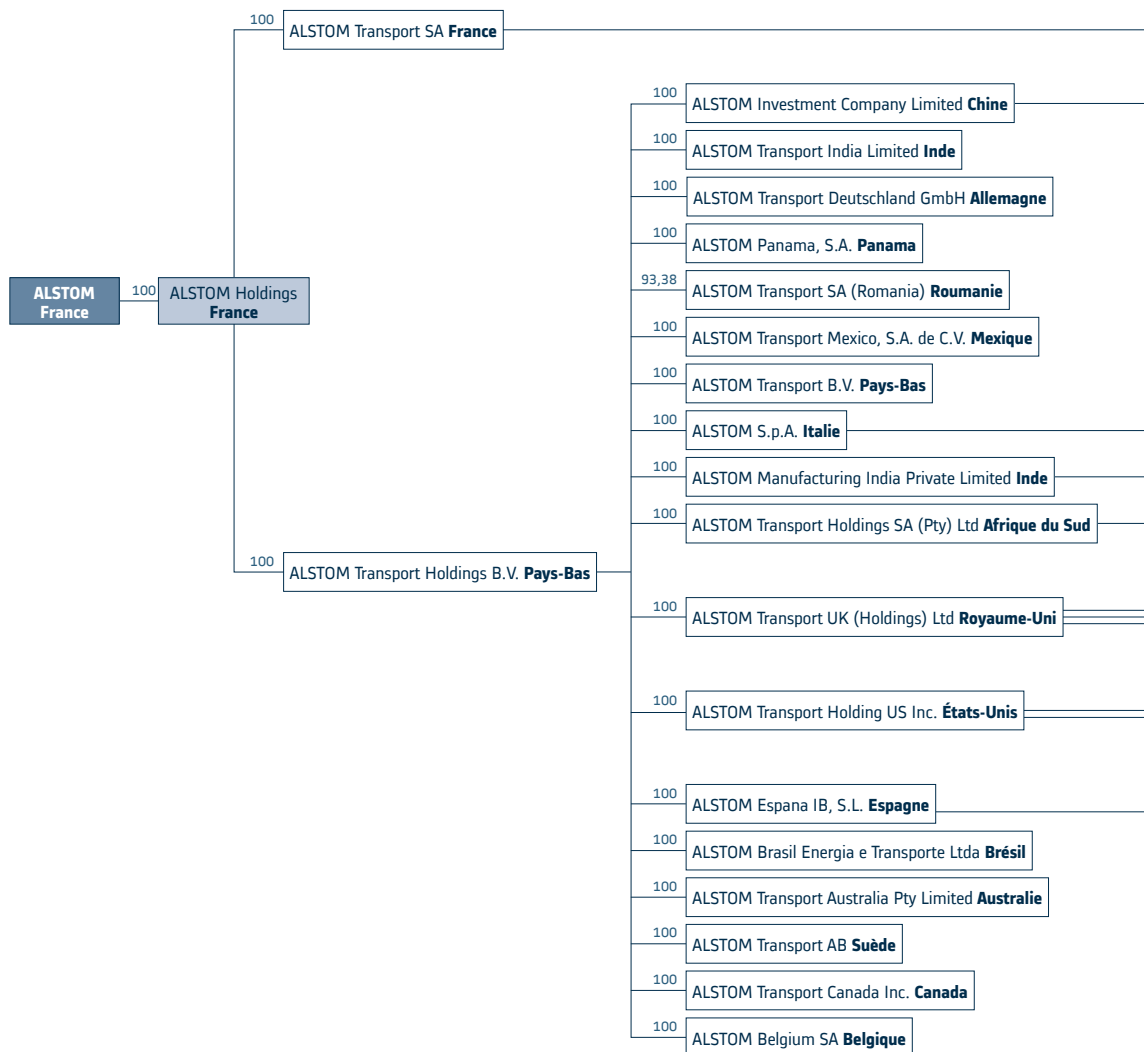 100
ALSTOM Transport SA France
100
ALSTOM Investment Company Limited Chine
100
ALSTOM Transport India Limited Inde
100
ALSTOM Transport Deutschland GmbH Allemagne
100
ALSTOM Panama, S.A. Panama
ALSTOM
France
100
ALSTOM Holdings
France
93,38
ALSTOM Transport SA (Romania) Roumanie
100
ALSTOM Transport Mexico, S.A. de C.V. Mexique
100
ALSTOM Transport B.V. Pays-Bas
100
ALSTOM S.p.A. Italie
100
ALSTOM Manufacturing India Private Limited Inde
100
ALSTOM Transport Holdings SA (Pty) Ltd Afrique du Sud
100
ALSTOM Transport Holdings B.V. Pays-Bas
100
ALSTOM Transport UK (Holdings) Ltd Royaume-Uni
100
ALSTOM Transport Holding US Inc. États-Unis
100
ALSTOM Espana IB, S.L. Espagne
100
ALSTOM Brasil Energia e Transporte Ltda Brésil
100
ALSTOM Transport Australia Pty Limited Australie
100
ALSTOM Transport AB Suède
100
ALSTOM Transport Canada Inc. Canada
100
ALSTOM Belgium SA Belgique